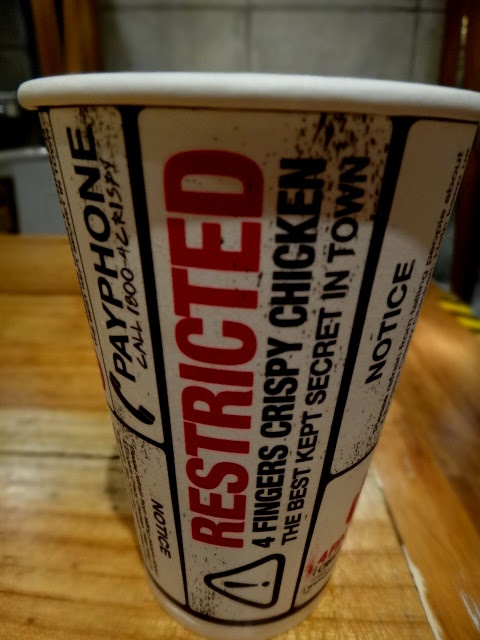 PAYPHONE
CALL 1800-4CRISPY
NOTICE
RESTRICTED
4 FINGERS CRISPY CHICKEN
THE BEST KEPT SECRET IN TOWN
NOTICE